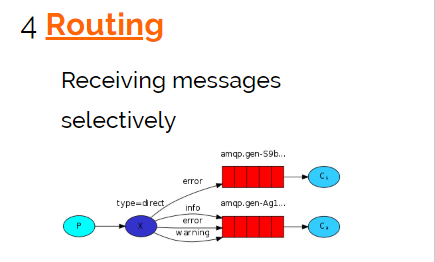 4 Routing
Receiving messages
selectively
amqp.gen-S9b...
error
C₁
type=direct
amqp.gen-Ag1...
info
error
P
X
warning
C₂